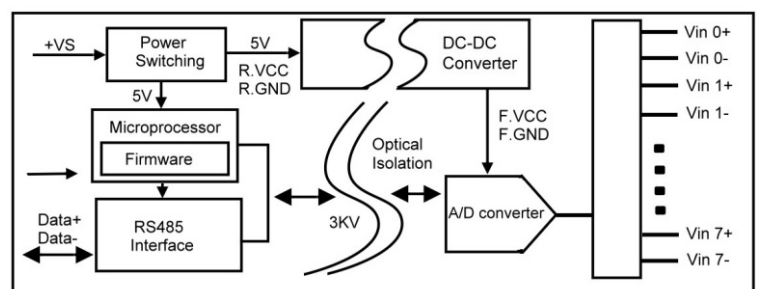 +VS
Power
Switching
5V
R.VCC
R.GND
DC-DC
Converter
Vin 0+
Vin 0-
Vin 1+
Vin 1-
5V
Microprocessor
Firmware
Optical
Isolation
F.VCC
F.GND
Data+
Data-
RS485
Interface
3KV
A/D converter
Vin 7+
Vin 7-